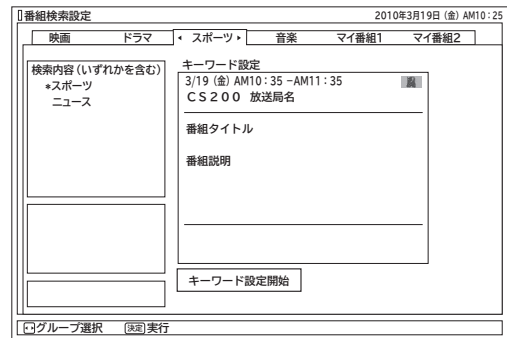 番組検索設定 2010年3月19日 (金) AM10:25
映画 ドラマ スポーツ 音楽 マイ番組1 マイ番組2
検索内容 (いずれかを含む)
*スポーツ
ニュース
キーワード設定
3/19 (金) AM10:35 -AM11:35
CS200 放送局名
番組タイトル
番組説明
キーワード設定開始
グループ選択 決定 実行